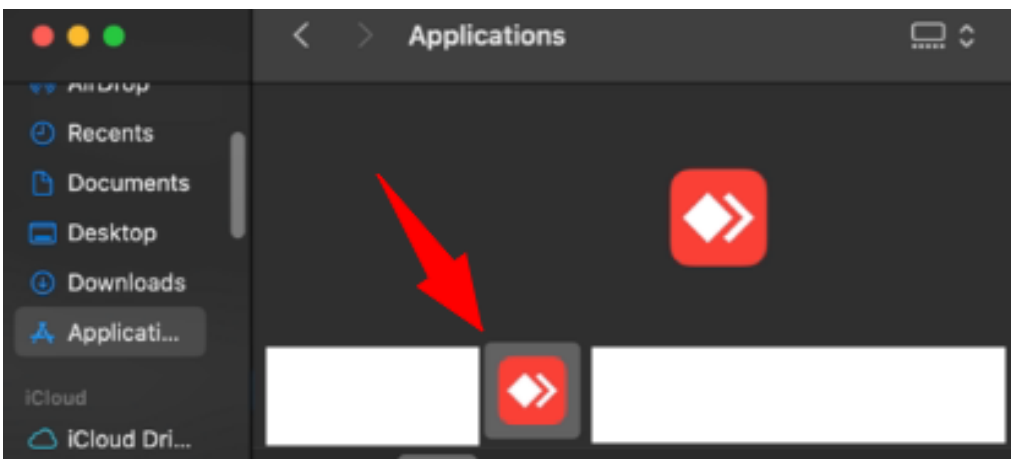 Applications
AirDrop
Recents
Documents
Desktop
Downloads
Applicati...
iCloud
iCloud Dri...